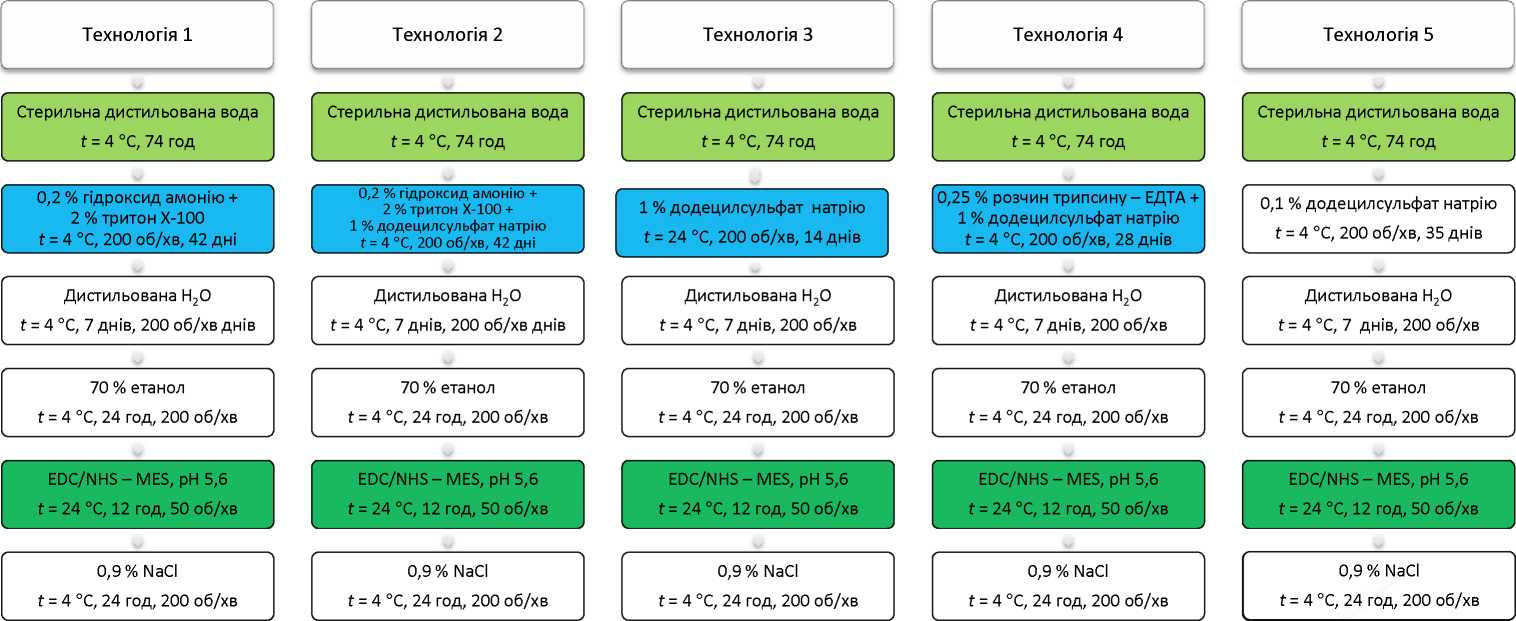 Технологія 1
Стерильна дистильована вода
t = 4 °C, 74 год
0,2 % гідроксид амонію +
2 % тритон X-100
t = 4 °C, 200 об/хв, 42 дні
Дистильована H₂O
t = 4 °C, 7 днів, 200 об/хв днів
70 % етанол
t = 4 °C, 24 год, 200 об/хв
EDC/NHS – MES, pH 5,6
t = 24 °C, 12 год, 50 об/хв
0,9 % NaCl
t = 4 °C, 24 год, 200 об/хв
Технологія 2
Стерильна дистильована вода
t = 4 °C, 74 год
0,2 % гідроксид амонію +
2 % тритон X-100 +
1 % додецилсульфат натрію
t = 4 °C, 200 об/хв, 42 дні
Дистильована H₂O
t = 4 °C, 7 днів, 200 об/хв днів
70 % етанол
t = 4 °C, 24 год, 200 об/хв
EDC/NHS – MES, pH 5,6
t = 24 °C, 12 год, 50 об/хв
0,9 % NaCl
t = 4 °C, 24 год, 200 об/хв
Технологія 3
Стерильна дистильована вода
t = 4 °C, 74 год
1 % додецилсульфат натрію
t = 24 °C, 200 об/хв, 14 днів
Дистильована H₂O
t = 4 °C, 7 днів, 200 об/хв
70 % етанол
t = 4 °C, 24 год, 200 об/хв
EDC/NHS – MES, pH 5,6
t = 24 °C, 12 год, 50 об/хв
0,9 % NaCl
t = 4 °C, 24 год, 200 об/хв
Технологія 4
Стерильна дистильована вода
t = 4 °C, 74 год
0,25 % розчин трипсину – ЕДТА +
1 % додецилсульфат натрію
t = 4 °C, 200 об/хв, 28 днів
Дистильована H₂O
t = 4 °C, 7 днів, 200 об/хв
70 % етанол
t = 4 °C, 24 год, 200 об/хв
EDC/NHS – MES, pH 5,6
t = 24 °C, 12 год, 50 об/хв
0,9 % NaCl
t = 4 °C, 24 год, 200 об/хв
Технологія 5
Стерильна дистильована вода
t = 4 °C, 74 год
0,1 % додецилсульфат натрію
t = 4 °C, 200 об/хв, 35 днів
Дистильована H₂O
t = 4 °C, 7 днів, 200 об/хв
70 % етанол
t = 4 °C, 24 год, 200 об/хв
EDC/NHS – MES, pH 5,6
t = 24 °C, 12 год, 50 об/хв
0,9 % NaCl
t = 4 °C, 24 год, 200 об/хв